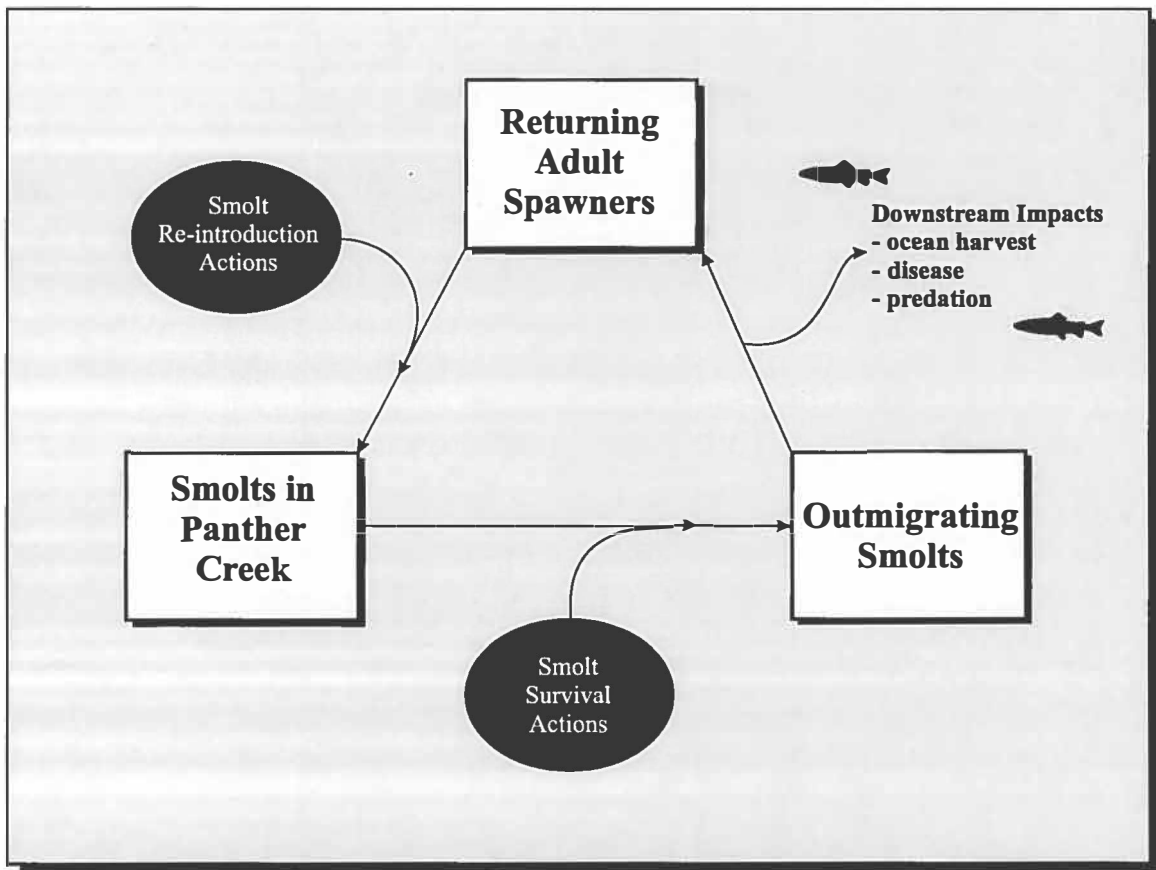 Returning
Adult
Spawners
Smolt
Re-introduction
Actions
Downstream Impacts
- ocean harvest
- disease
- predation
Smolts in
Panther
Creek
Outmigrating
Smolts
Smolt
Survival
Actions